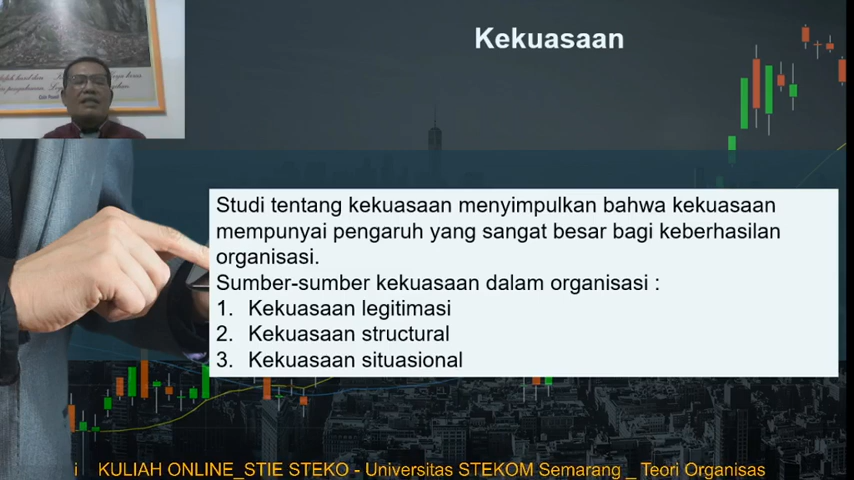 Kekuasaan
Studi tentang kekuasaan menyimpulkan bahwa kekuasaan
mempunyai pengaruh yang sangat besar bagi keberhasilan
organisasi.
Sumber-sumber kekuasaan dalam organisasi :
1. Kekuasaan legitimasi
2. Kekuasaan structural
3. Kekuasaan situasional
i KULIAH ONLINE_STIE STEKO - Universitas STEKOM Semarang _ Teori Organisas